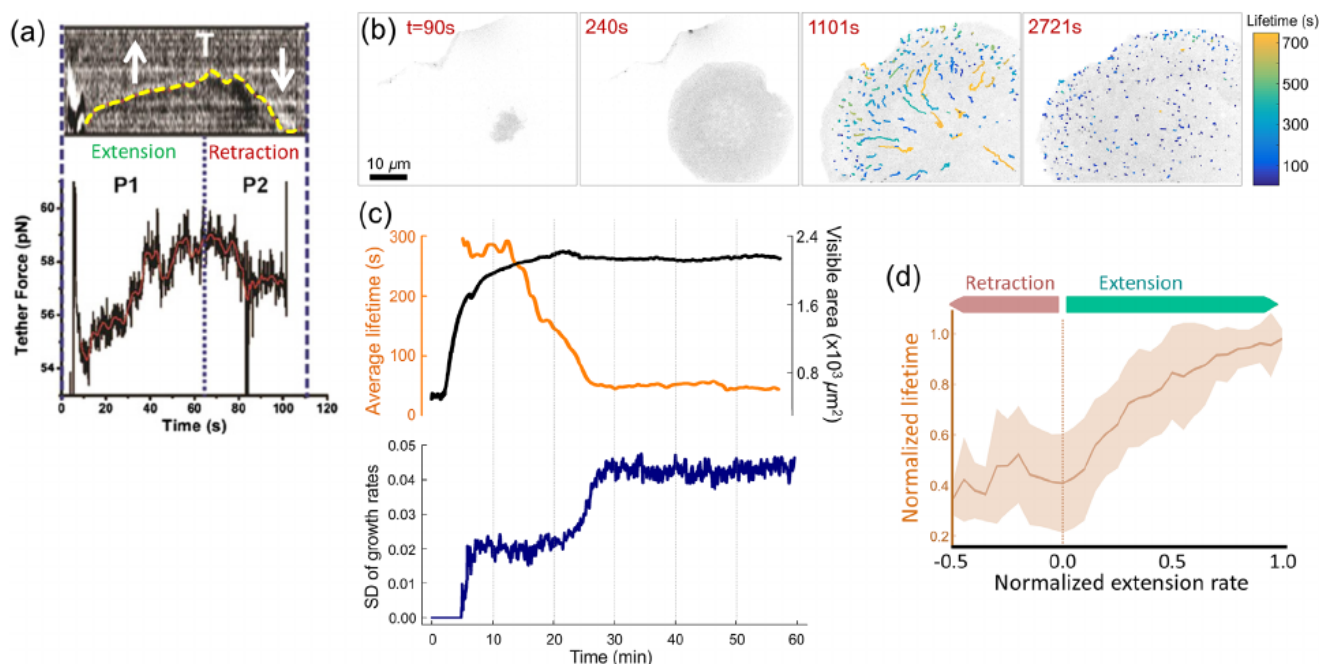 (a)
T
Extension
Retraction
P1
P2
60
58
56
54
53
Tether Force (pN)
0
20
40
60
80
100
120
Time (s)
(b)
t=90s
240s
1101s
2721s
10 µm
Lifetime (s)
700
500
300
100
(c)
300
200
100
0
Average lifetime (s)
2.4
1.6
0.8
Visible area (x10³ µm²)
0.05
0.04
0.03
0.02
0.01
0.00
SD of growth rates
0
10
20
30
40
50
60
Time (min)
(d)
Retraction
Extension
1.0
0.8
0.6
0.4
0.2
Normalized lifetime
-0.5
0.0
0.5
1.0
Normalized extension rate